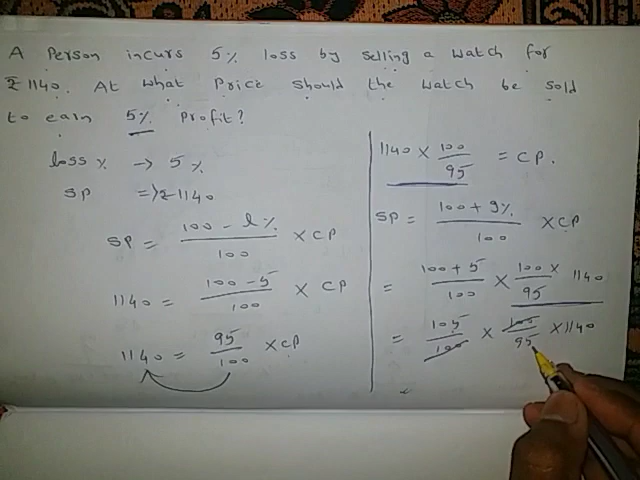 A Person incurs 5% loss by selling a watch for
₹1140. At what Price should the watch be sold
to earn 5% Profit?
loss % -> 5%
SP => ₹1140
SP = 100 - l% / 100 × CP
1140 = 100 - 5 / 100 × CP
1140 = 95 / 100 × CP
1140 × 100 / 95 = CP.
SP = 100 + g% / 100 × CP
= 100 + 5 / 100 × 100 × / 95 1140
= 105 / 100 × 100 / 95 × 1140